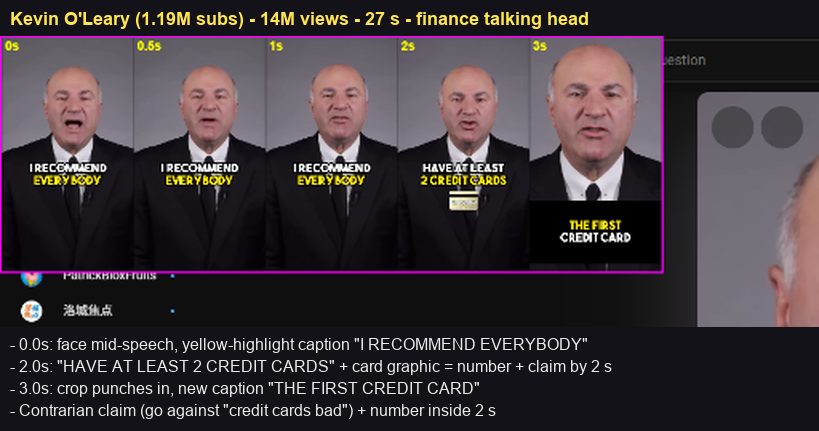 Kevin O'Leary (1.19M subs) - 14M views - 27 s - finance talking head
0s
0.5s
1s
2s
3s
I RECOMMEND
EVERYBODY
I RECOMMEND
EVERYBODY
I RECOMMEND
EVERYBODY
HAVE AT LEAST
2 CREDIT CARDS
THE FIRST
CREDIT CARD
uestion
PatrickBloxFruits
洛城焦点
- 0.0s: face mid-speech, yellow-highlight caption "I RECOMMEND EVERYBODY"
- 2.0s: "HAVE AT LEAST 2 CREDIT CARDS" + card graphic = number + claim by 2 s
- 3.0s: crop punches in, new caption "THE FIRST CREDIT CARD"
- Contrarian claim (go against "credit cards bad") + number inside 2 s